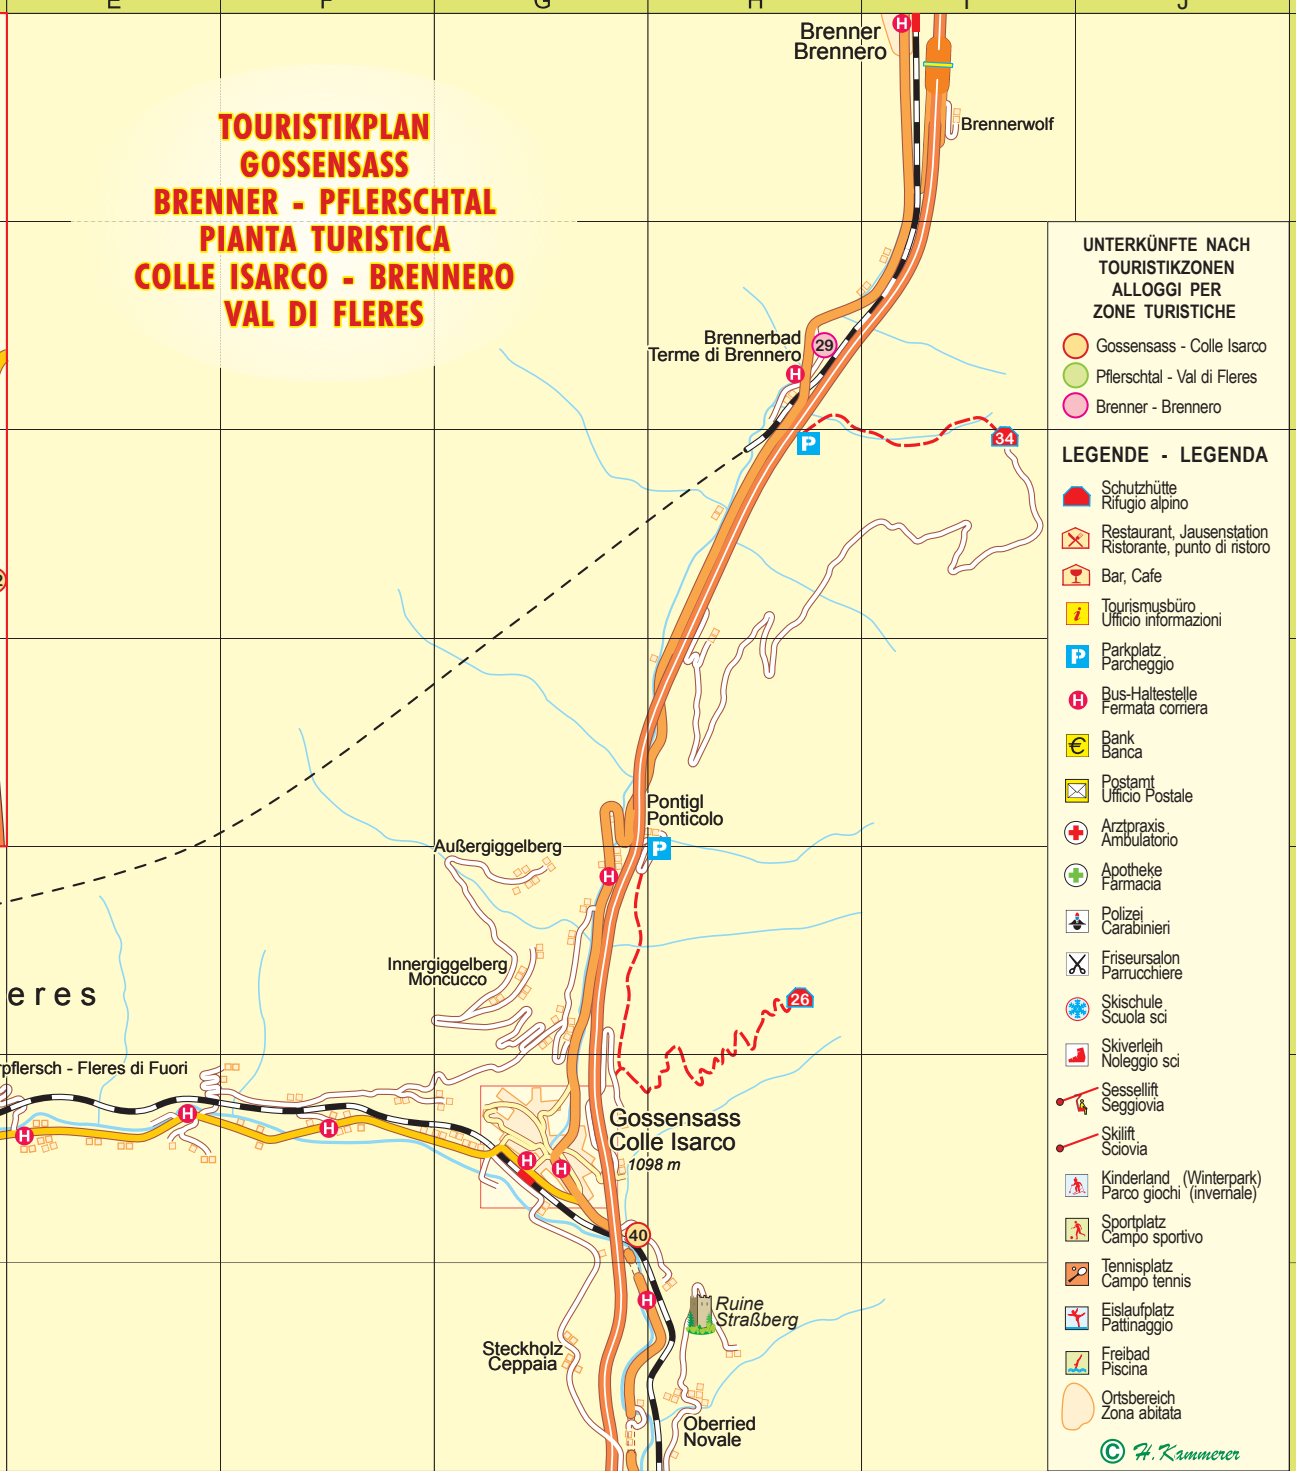 E
F
G
H
I
J
TOURISTIKPLAN
GOSSENSASS
BRENNER - PFLERSCHTAL
PIANTA TURISTICA
COLLE ISARCO - BRENNERO
VAL DI FLERES
H
Brenner
Brennero
Brennerwolf
Brennerbad
Terme di Brennero
29
H
P
34
Pontigl
Ponticolo
P
Außergiggelberg
H
Innergiggelberg
Moncucco
26
eres
rpflersch - Fleres di Fuori
H
H
H
H
H
Gossensass
Colle Isarco
1098 m
40
H
Ruine
Straßberg
Steckholz
Ceppaia
Oberried
Novale
UNTERKÜNFTE NACH
TOURISTIKZONEN
ALLOGGI PER
ZONE TURISTICHE
Gossensass - Colle Isarco
Pflerschtal - Val di Fleres
Brenner - Brennero
LEGENDE - LEGENDA
Schutzhütte
Rifugio alpino
Restaurant, Jausenstation
Ristorante, punto di ristoro
Bar, Cafe
i
Tourismusbüro
Ufficio informazioni
P
Parkplatz
Parcheggio
H
Bus-Haltestelle
Fermata corriera
€
Bank
Banca
Postamt
Ufficio Postale
Arztpraxis
Ambulatorio
Apotheke
Farmacia
Polizei
Carabinieri
Friseursalon
Parrucchiere
Skischule
Scuola sci
Skiverleih
Noleggio sci
Sessellift
Seggiovia
Skilift
Sciovia
Kinderland (Winterpark)
Parco giochi (invernale)
Sportplatz
Campo sportivo
Tennisplatz
Campo tennis
Eislaufplatz
Pattinaggio
Freibad
Piscina
Ortsbereich
Zona abitata
© H. Kammerer